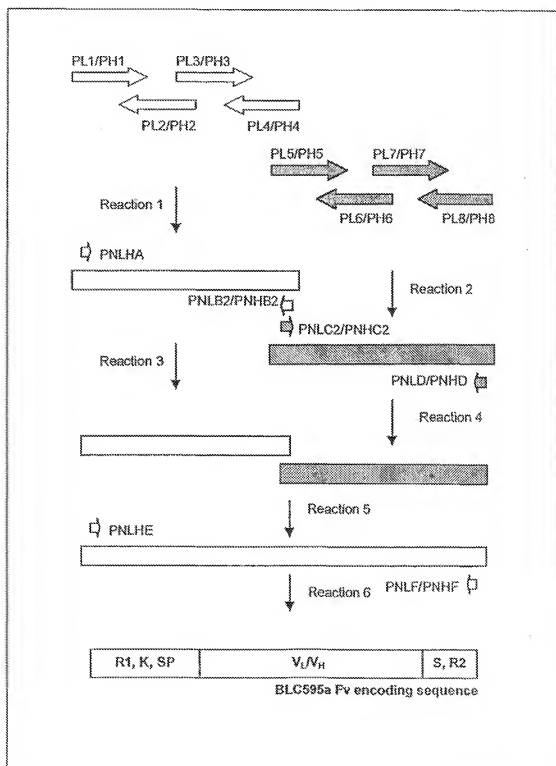 PL1/PH1
PL3/PH3
PL2/PH2
PL4/PH4
PL5/PH5
PL7/PH7
PL6/PH6
PL8/PH8
Reaction 1
PNLHA
Reaction 2
PNLB2/PNHB2
PNLC2/PNHC2
Reaction 3
PNLD/PNHD
Reaction 4
Reaction 5
PNLHE
PNLF/PNHF
Reaction 6
R1, K, SP
VL/VH
S, R2
BLC595a Fv encoding sequence